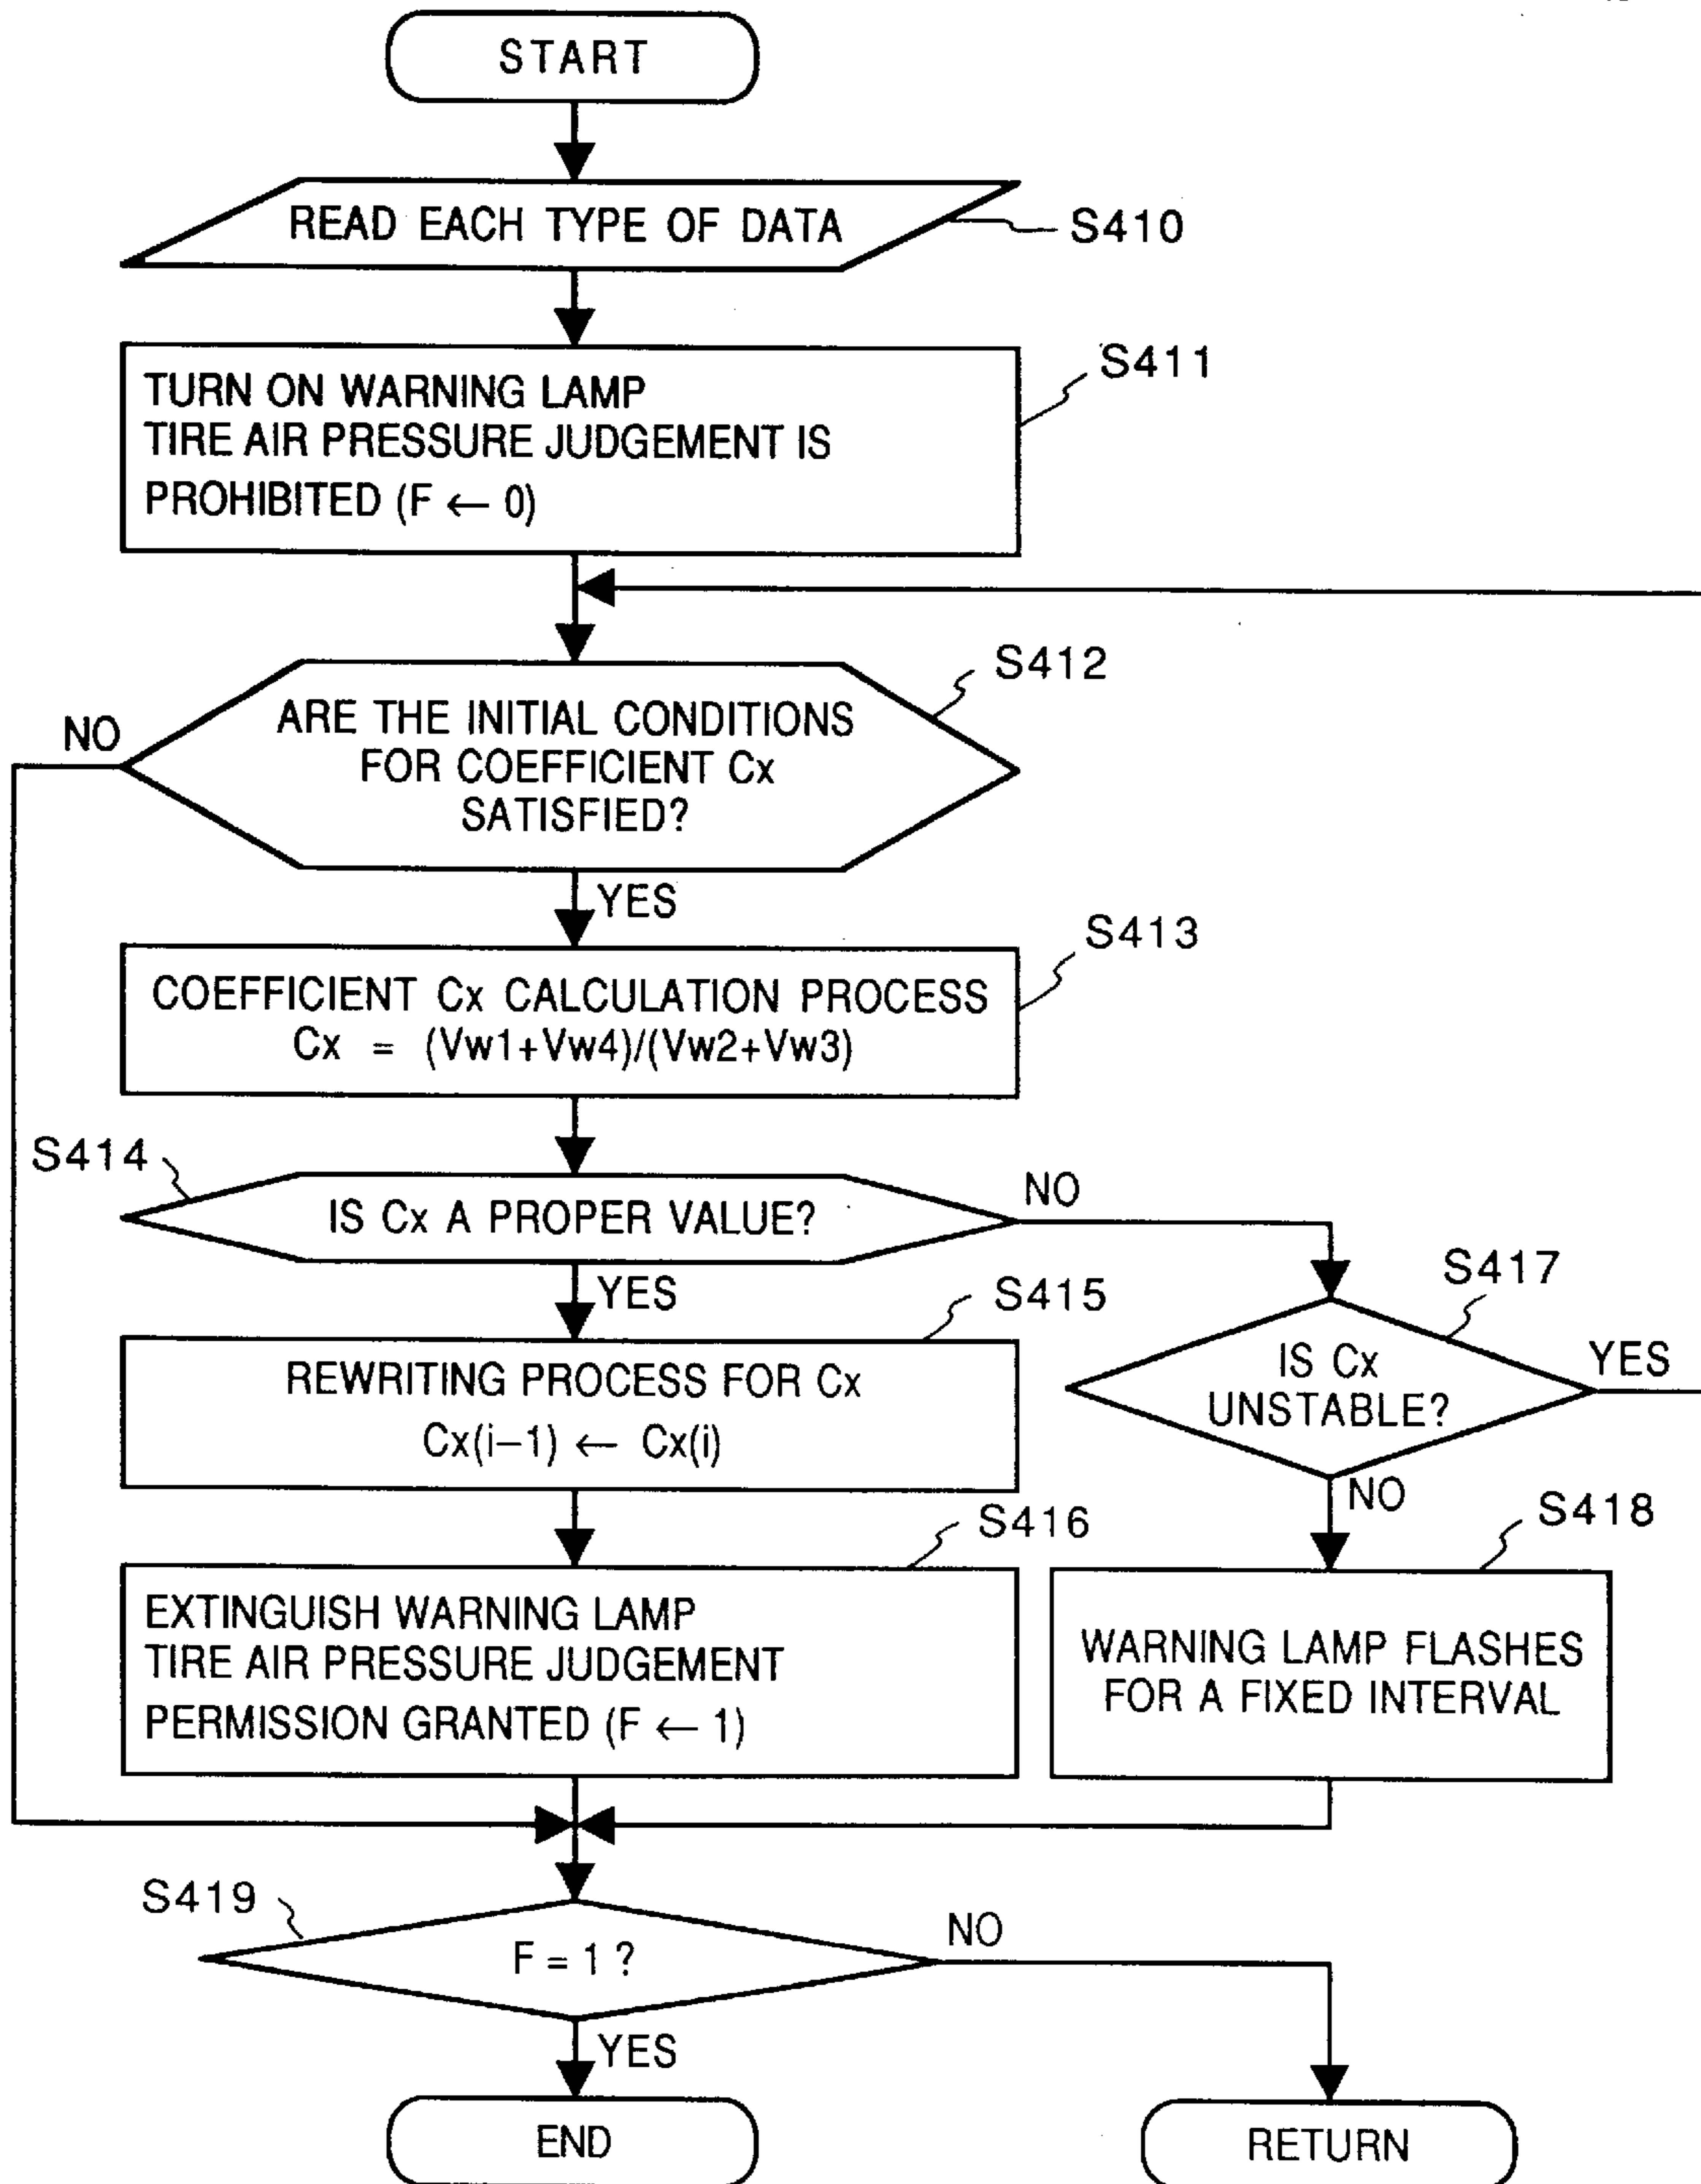 START
READ EACH TYPE OF DATA
S410
TURN ON WARNING LAMP
TIRE AIR PRESSURE JUDGEMENT IS
PROHIBITED (F ← 0)
S411
S412
ARE THE INITIAL CONDITIONS
FOR COEFFICIENT Cx
SATISFIED?
NO
YES
S413
COEFFICIENT Cx CALCULATION PROCESS
Cx = (Vw1+Vw4)/(Vw2+Vw3)
S414
IS Cx A PROPER VALUE?
NO
YES
S415
REWRITING PROCESS FOR Cx
Cx(i−1) ← Cx(i)
S417
IS Cx
UNSTABLE?
YES
NO
S416
EXTINGUISH WARNING LAMP
TIRE AIR PRESSURE JUDGEMENT
PERMISSION GRANTED (F ← 1)
S418
WARNING LAMP FLASHES
FOR A FIXED INTERVAL
S419
F = 1 ?
NO
YES
END
RETURN